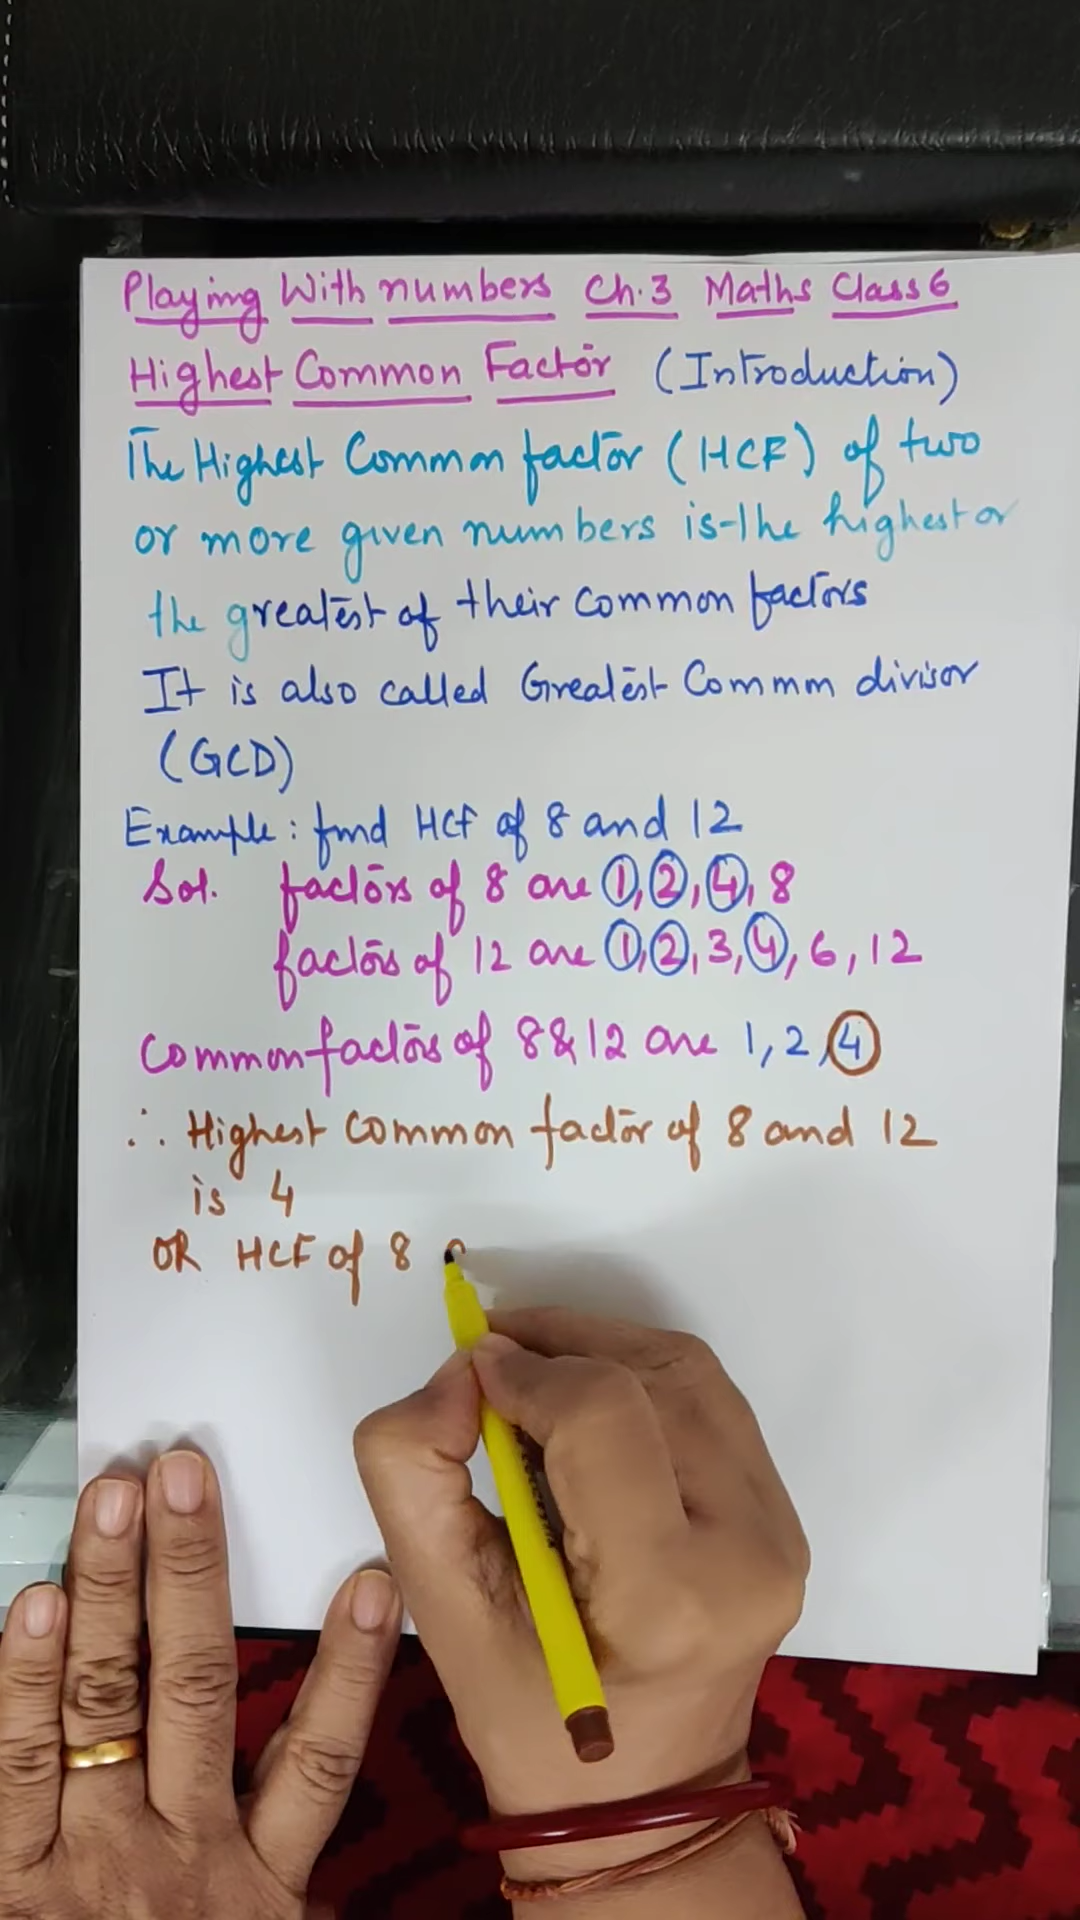 Playing With numbers Ch.3 Maths Class 6
Highest Common Factor (Introduction)
The Highest Common factor (HCF) of two
or more given numbers is the highest or
the greatest of their common factors
It is also called Greatest Common divisor
(GCD)
Example: find HCF of 8 and 12
Sol. factors of 8 are 1, 2, 4, 8
factors of 12 are 1, 2, 3, 4, 6, 12
Common factors of 8 & 12 are 1, 2, 4
∴ Highest Common factor of 8 and 12
is 4
OR HCF of 8